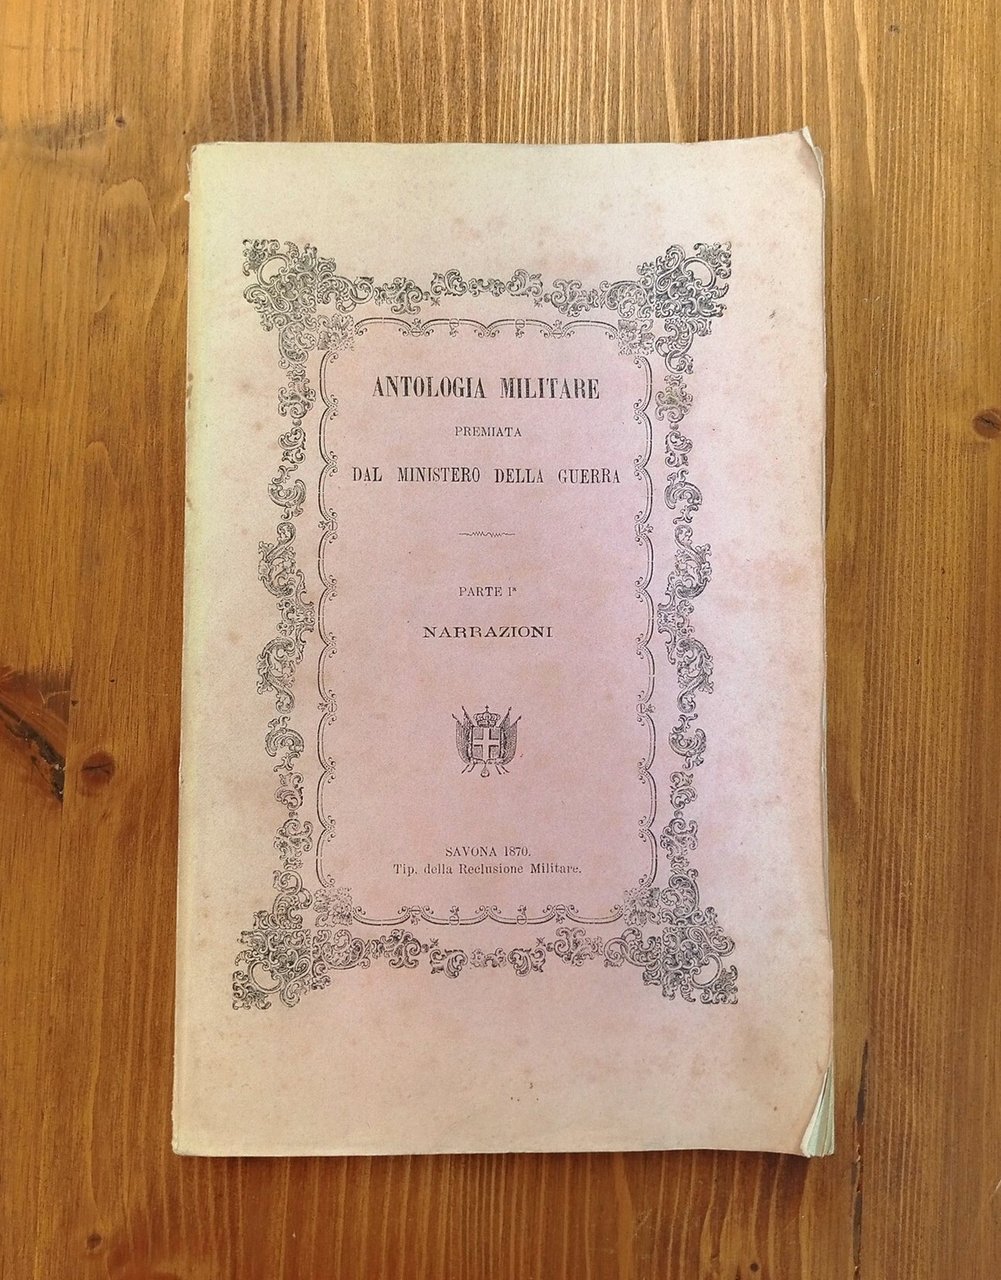 ANTOLOGIA MILITARE
PREMIATA
DAL MINISTERO DELLA GUERRA
PARTE Iª
NARRAZIONI
SAVONA 1870.
Tip. della Reclusione Militare.